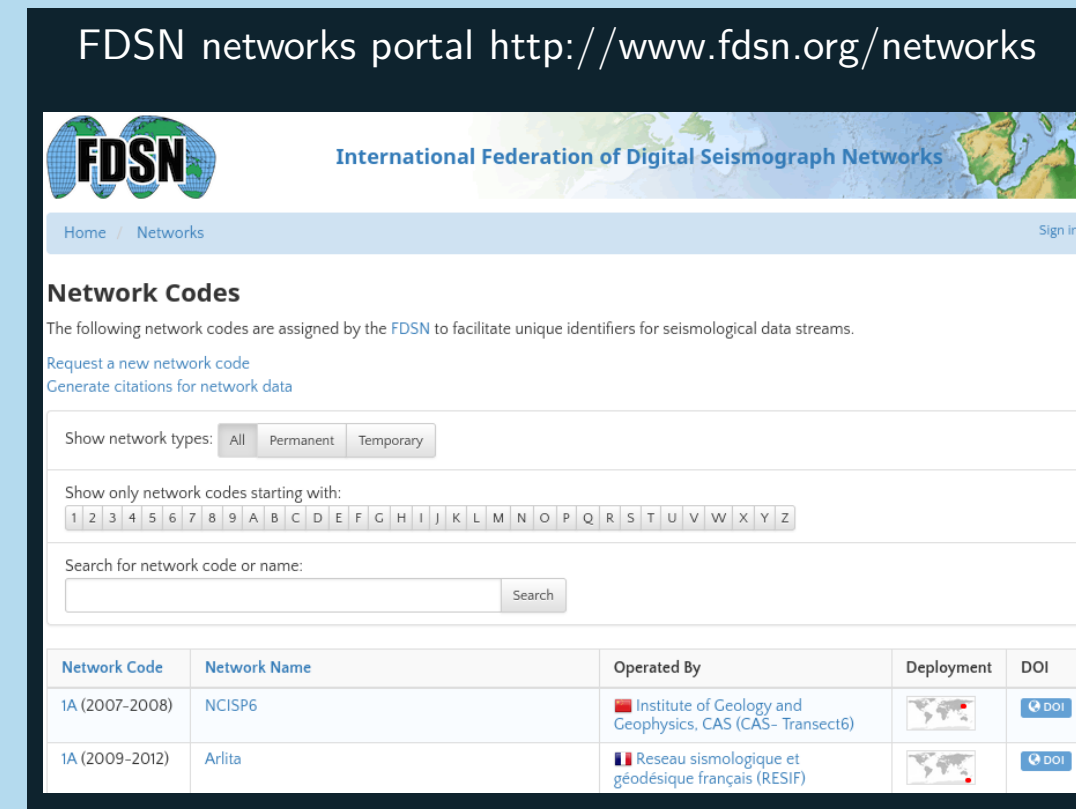 FDSN networks portal http://www.fdsn.org/networks
FDSN
International Federation of Digital Seismograph Networks
Home / Networks
Sign in
Network Codes
The following network codes are assigned by the FDSN to facilitate unique identifiers for seismological data streams.
Request a new network code
Generate citations for network data
Show network types: All Permanent Temporary
Show only network codes starting with:
1 2 3 4 5 6 7 8 9 A B C D E F G H I J K L M N O P Q R S T U V W X Y Z
Search for network code or name:
Search
Network Code Network Name Operated By Deployment DOI
1A (2007-2008) NCISP6 Institute of Geology and
Geophysics, CAS (CAS- Transect6)
DOI
1A (2009-2012) Arlita Reseau sismologique et
géodésique français (RESIF)
DOI